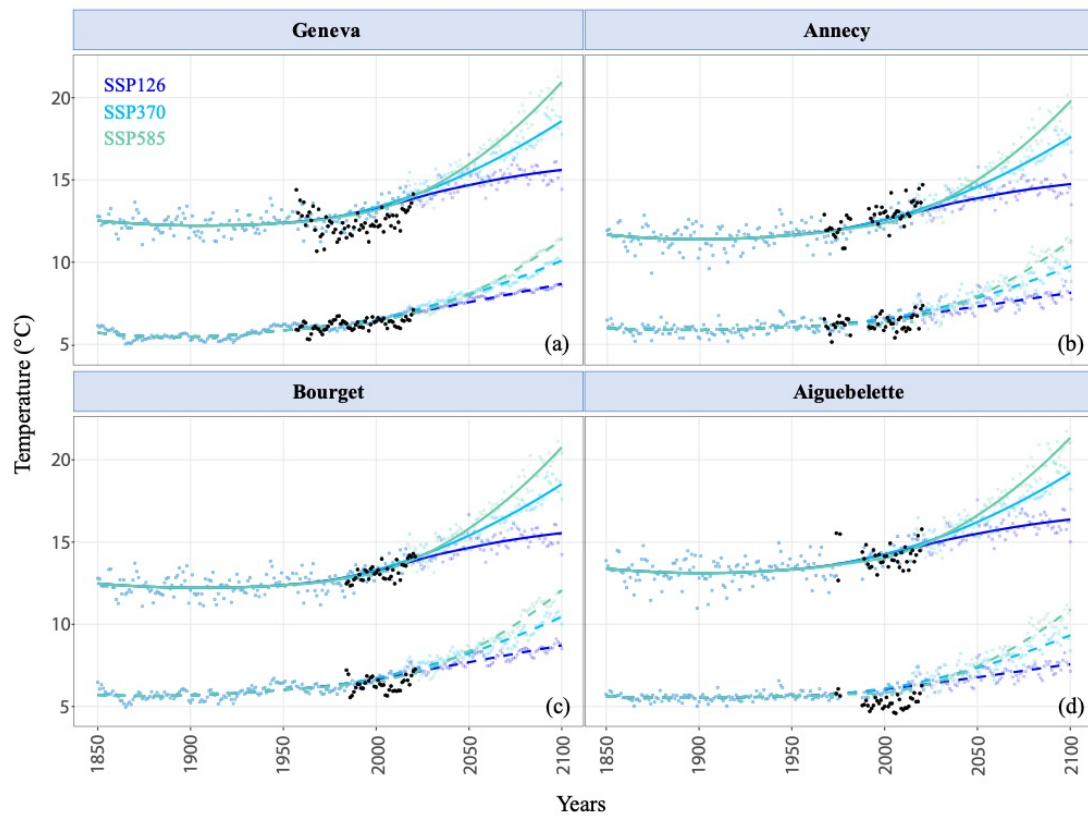 Geneva
Annecy
SSP126
SSP370
SSP585
20
15
10
5
(a)
(b)
Bourget
Aiguebelette
20
15
10
5
(c)
(d)
Temperature (°C)
1850
1900
1950
2000
2050
2100
1850
1900
1950
2000
2050
2100
Years